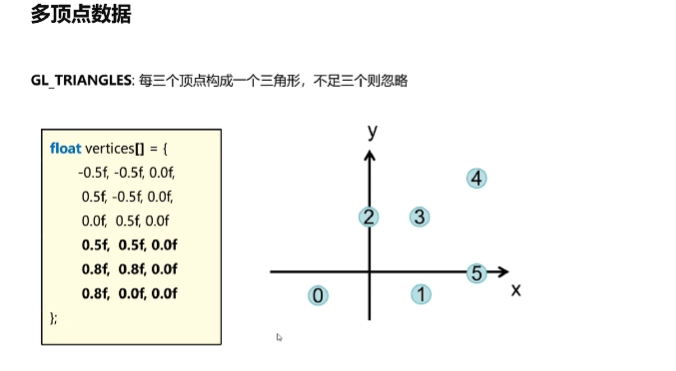 多顶点数据
GL_TRIANGLES: 每三个顶点构成一个三角形，不足三个则忽略
float vertices[] = {
-0.5f, -0.5f, 0.0f,
0.5f, -0.5f, 0.0f,
0.0f, 0.5f, 0.0f
0.5f, 0.5f, 0.0f
0.8f, 0.8f, 0.0f
0.8f, 0.0f, 0.0f
};
y
4
2 3
5
x
0 1